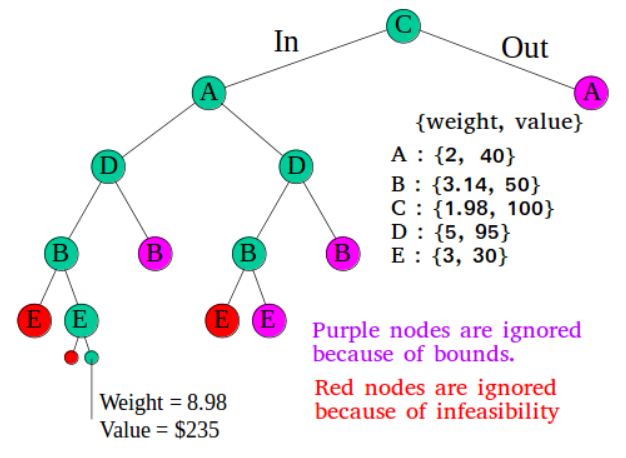 C
In
Out
A
A
{weight, value}
A : {2, 40}
D
D
B : {3.14, 50}
C : {1.98, 100}
D : {5, 95}
E : {3, 30}
B
B
B
B
E
E
E
E
Purple nodes are ignored
because of bounds.
Red nodes are ignored
because of infeasibility
Weight = 8.98
Value = $235